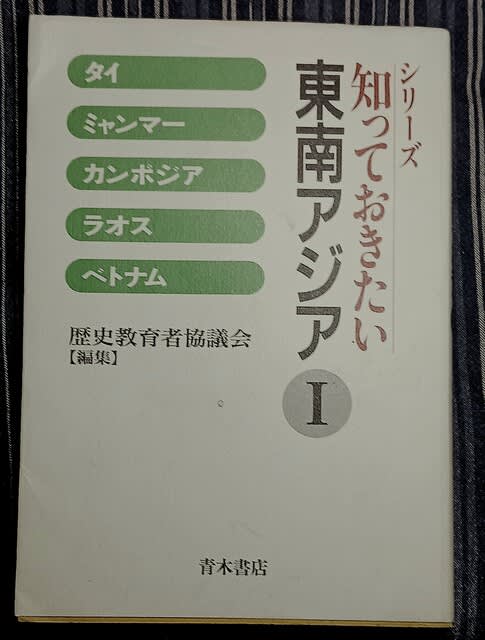 シリーズ
知っておきたい
東南アジア
I
タイ
ミャンマー
カンボジア
ラオス
ベトナム
歴史教育者協議会
【編集】
青木書店